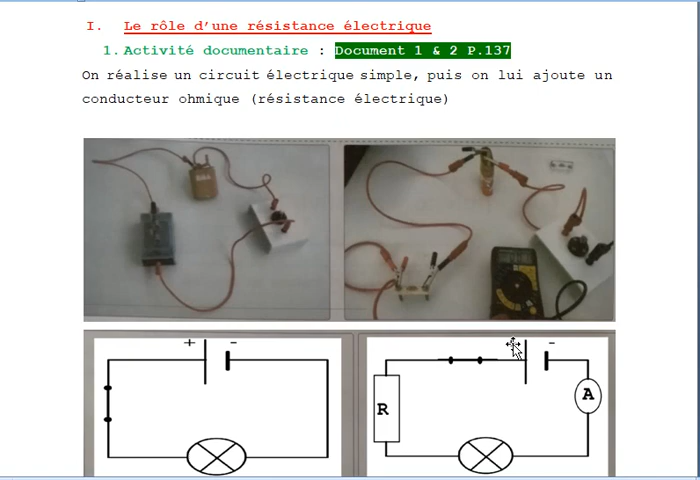 I. Le rôle d'une résistance électrique
1. Activité documentaire : Document 1 & 2 P.137
On réalise un circuit électrique simple, puis on lui ajoute un
conducteur ohmique (résistance électrique)
+ -
-
R
A